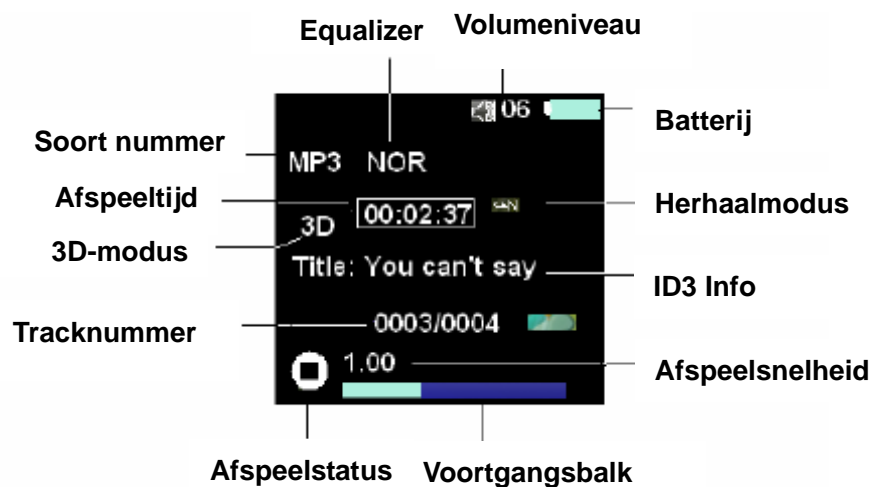 Equalizer
Volumeniveau
06
Batterij
Soort nummer
MP3 NOR
Afspeeltijd
00:02:37
Herhaalmodus
3D
3D-modus
Title: You can't say
ID3 Info
0003/0004
Tracknummer
1.00
Afspeelsnelheid
Afspeelstatus
Voortgangsbalk